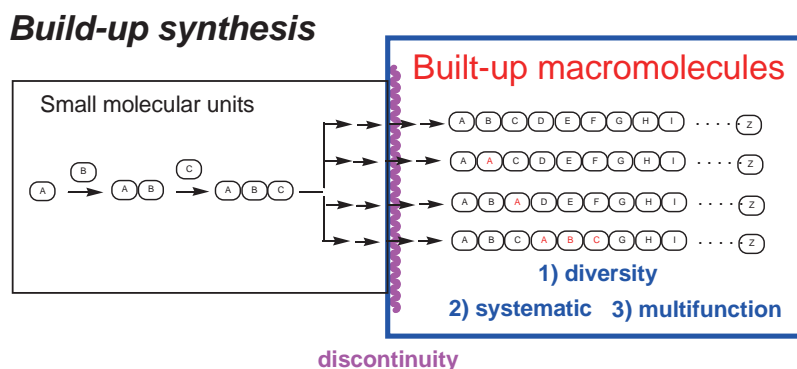 Build-up synthesis
Built-up macromolecules
Small molecular units
A B A B C A B C
A B C D E F G H I · · · · · Z
A A C D E F G H I · · · · · Z
A B A D E F G H I · · · · · Z
A B C A B C G H I · · · · · Z
1) diversity
2) systematic 3) multifunction
discontinuity